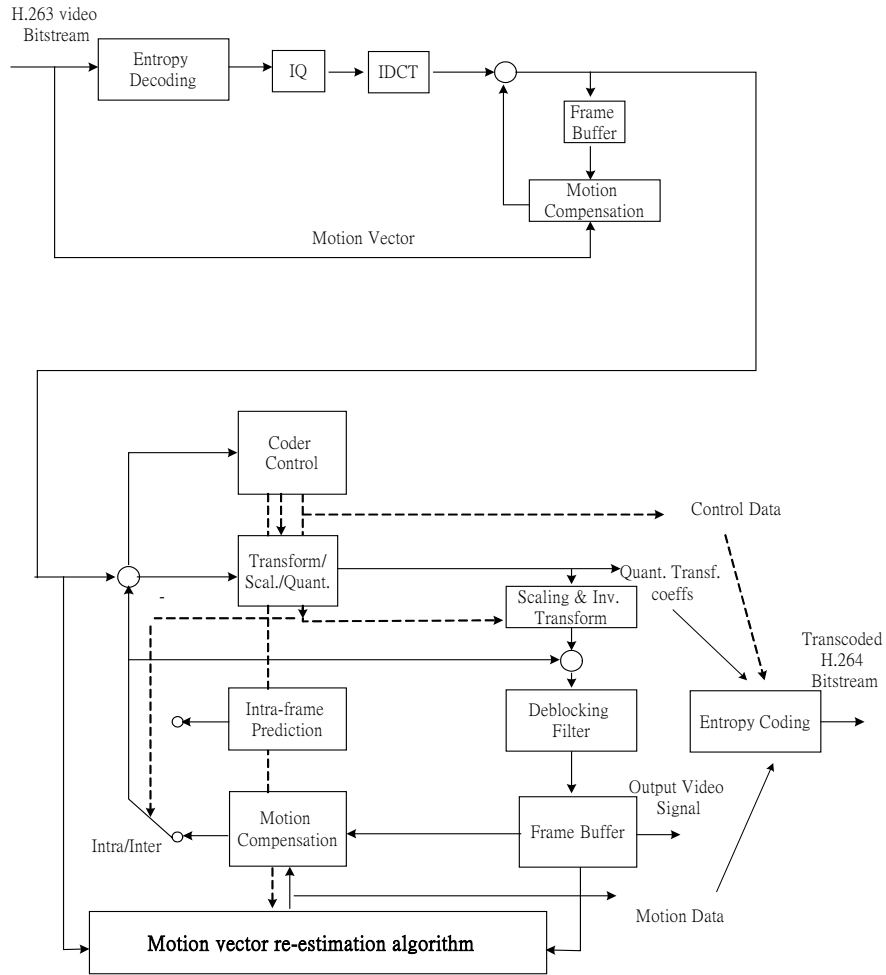 H.263 video
Bitstream
Entropy
Decoding
IQ
IDCT
Frame
Buffer
Motion
Compensation
Motion Vector
Coder
Control
Control Data
Transform/
Scal./Quant.
Quant. Transf.
coeffs
-
Scaling & Inv.
Transform
Transcoded
H.264
Bitstream
Intra-frame
Prediction
Deblocking
Filter
Entropy Coding
Output Video
Signal
Motion
Compensation
Frame Buffer
Intra/Inter
Motion Data
Motion vector re-estimation algorithm